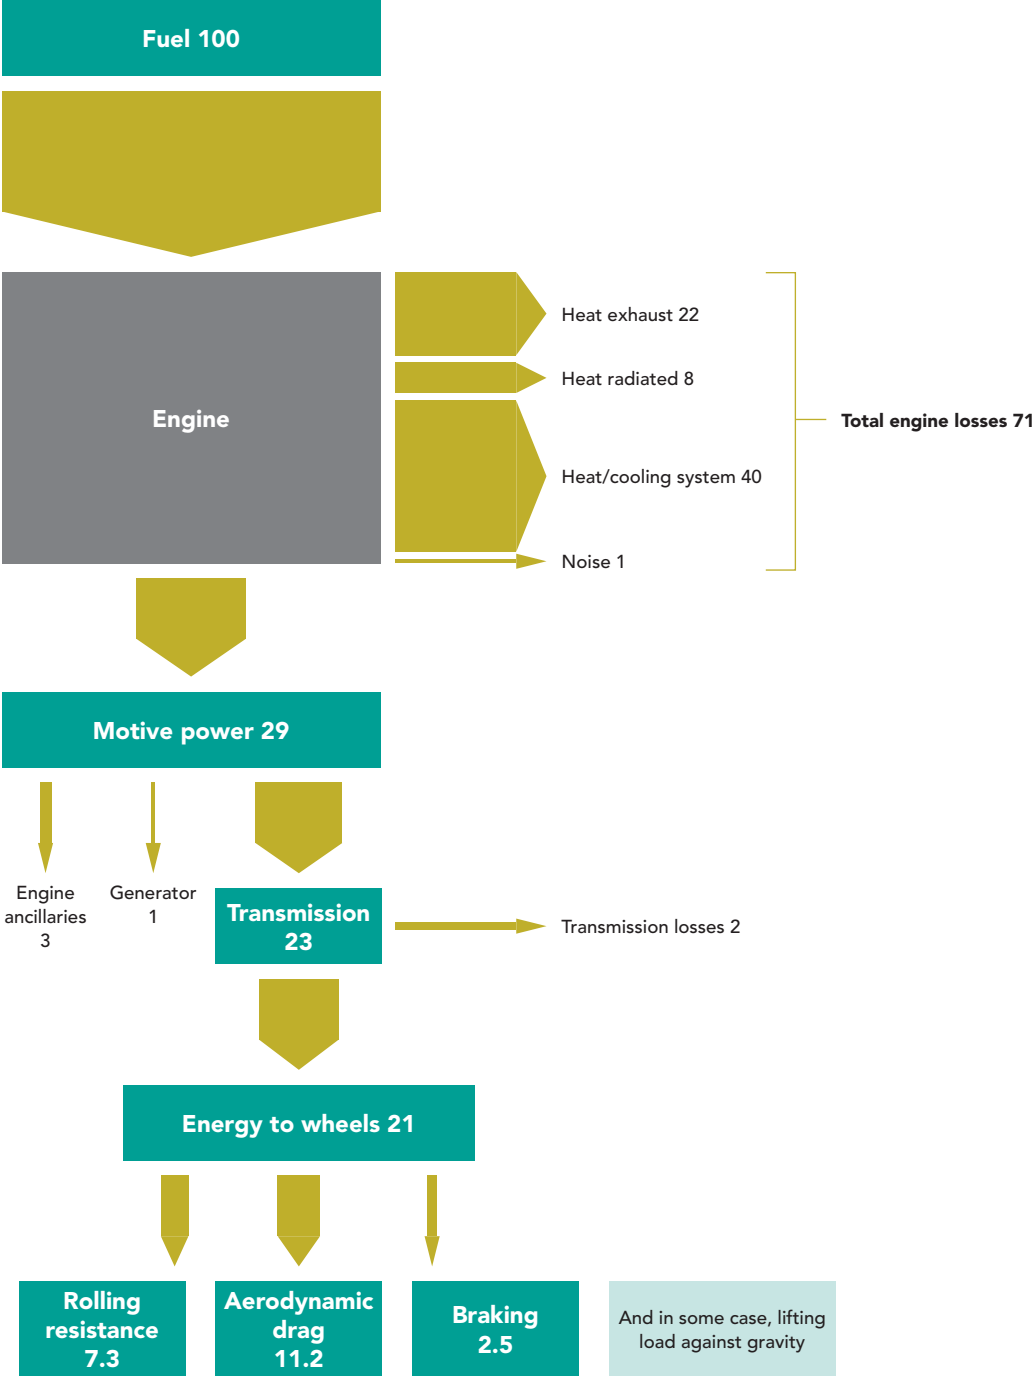 Fuel 100
Heat exhaust 22
Heat radiated 8
Engine
Total engine losses 71
Heat/cooling system 40
Noise 1
Motive power 29
Engine
ancillaries
3
Generator
1
Transmission
23
Transmission losses 2
Energy to wheels 21
Rolling
resistance
7.3
Aerodynamic
drag
11.2
Braking
2.5
And in some case, lifting
load against gravity